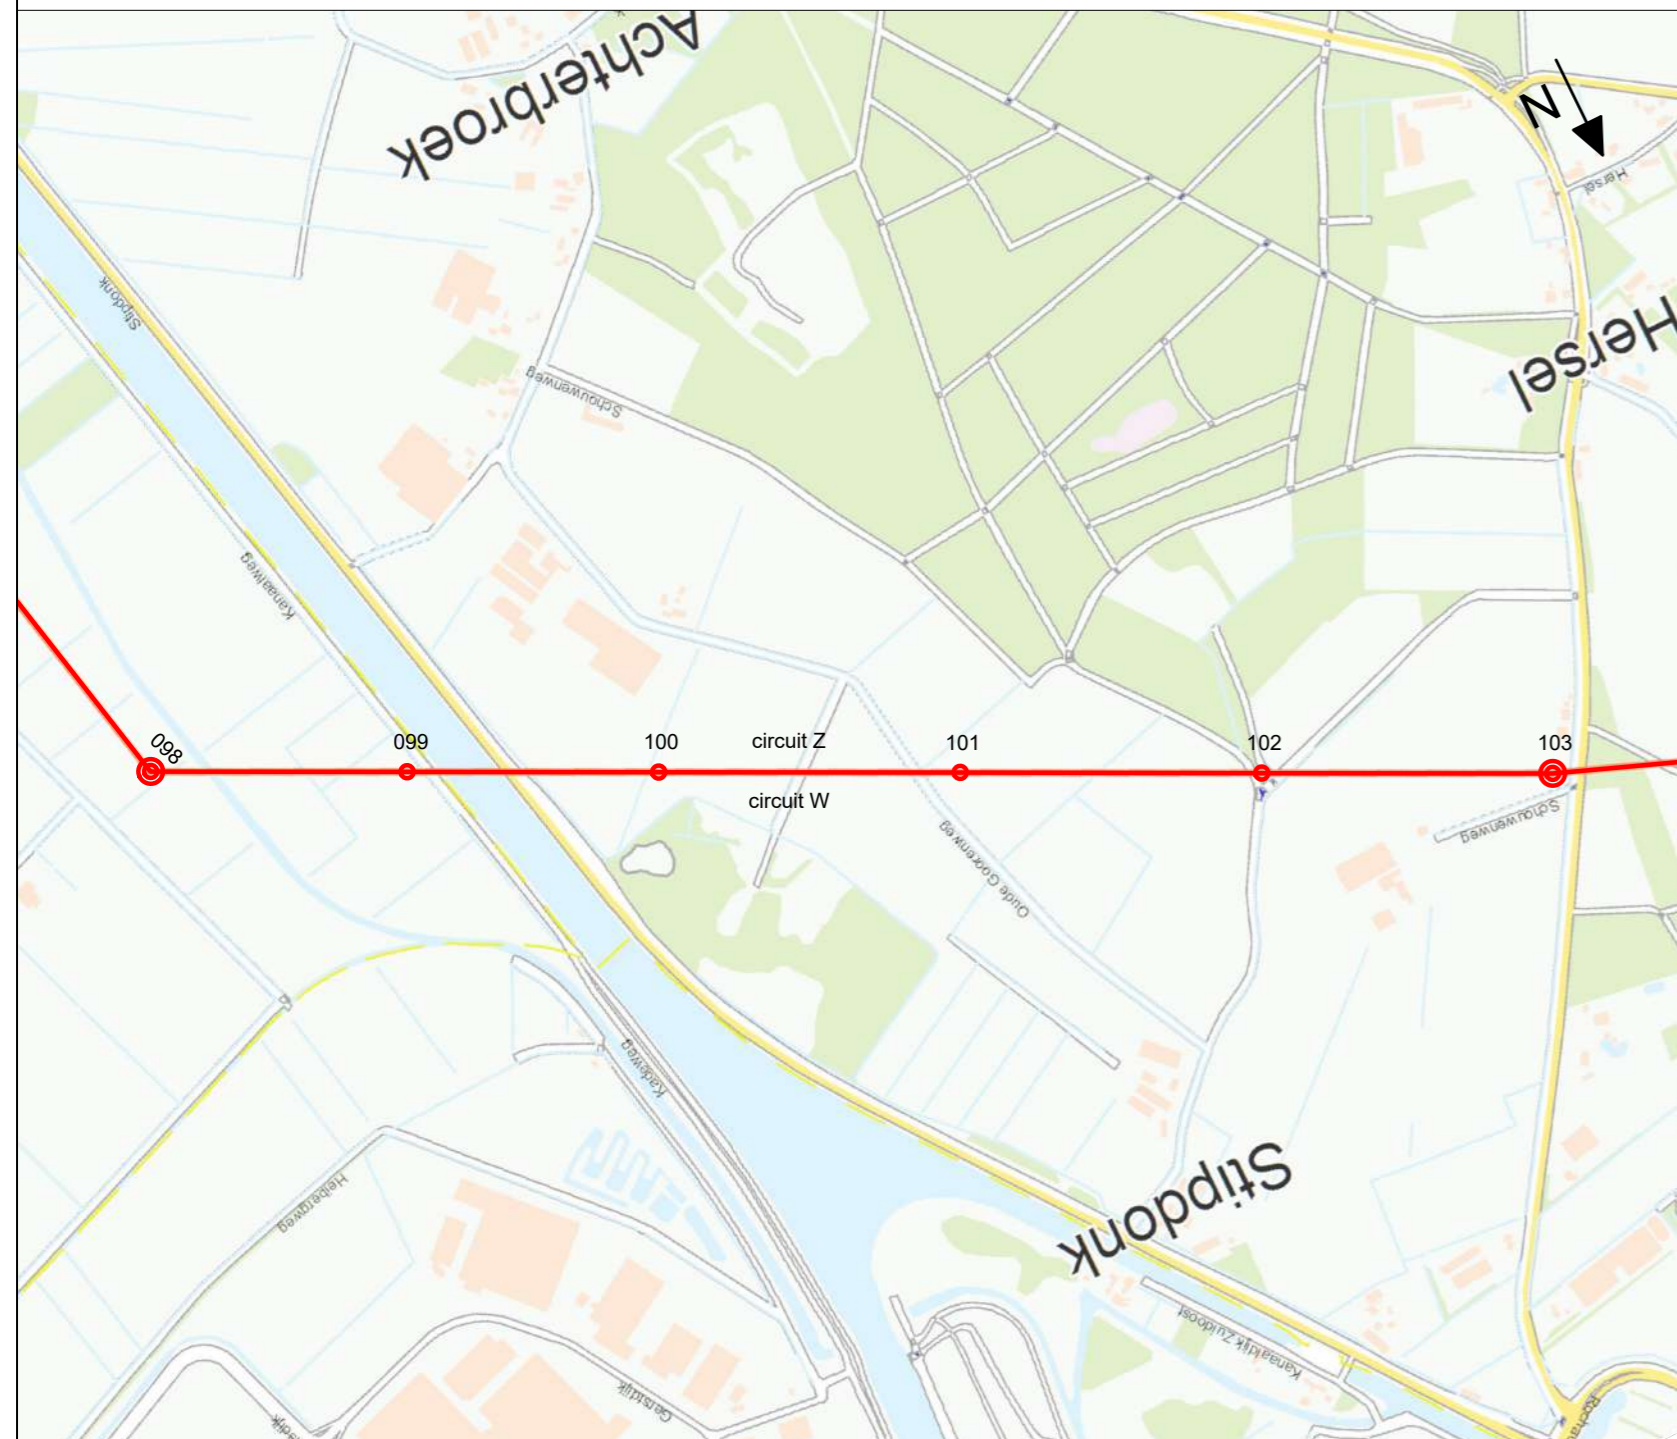 Achterbroek
N
Hersel
Stipdonk
Hersel
Schouwenweg
Kanaalweg
098
099
100
circuit Z
101
102
103
circuit W
Schouwenweg
Oude Goorenweg
Kadeweg
Stipdonk
Heibergweg
Kanaaldijk Zuidoost
Gerstdijk